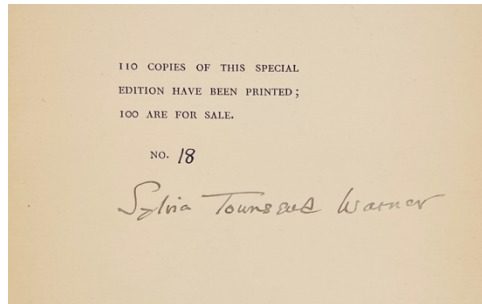 110 COPIES OF THIS SPECIAL
EDITION HAVE BEEN PRINTED;
100 ARE FOR SALE.
NO. 18
Sylvia Townsend Warner